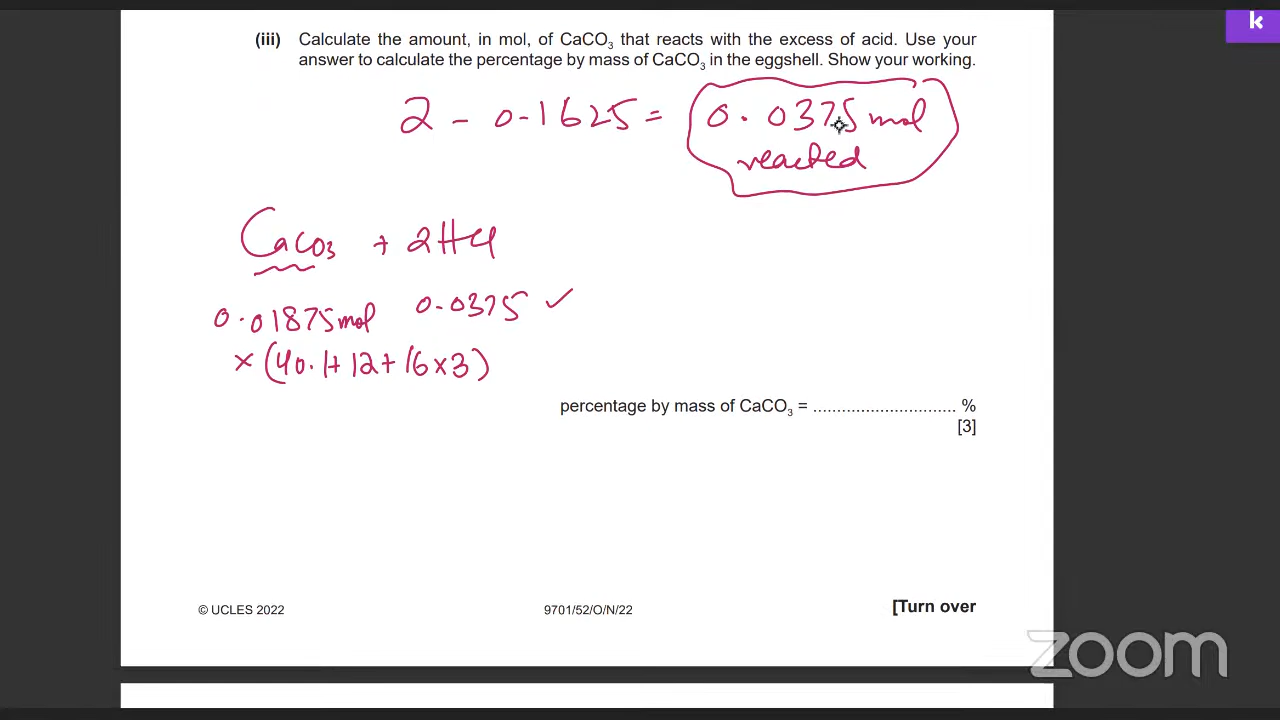 k
(iii) Calculate the amount, in mol, of CaCO₃ that reacts with the excess of acid. Use your
answer to calculate the percentage by mass of CaCO₃ in the eggshell. Show your working.
2 - 0.1625 = 0.0375 mol
reacted
CaCO₃ + 2HCl
0.01875 mol 0.0375 ✓
× (40.1 + 12 + 16 × 3)
percentage by mass of CaCO₃ = .............................. %
[3]
© UCLES 2022 9701/52/O/N/22 [Turn over
zoom